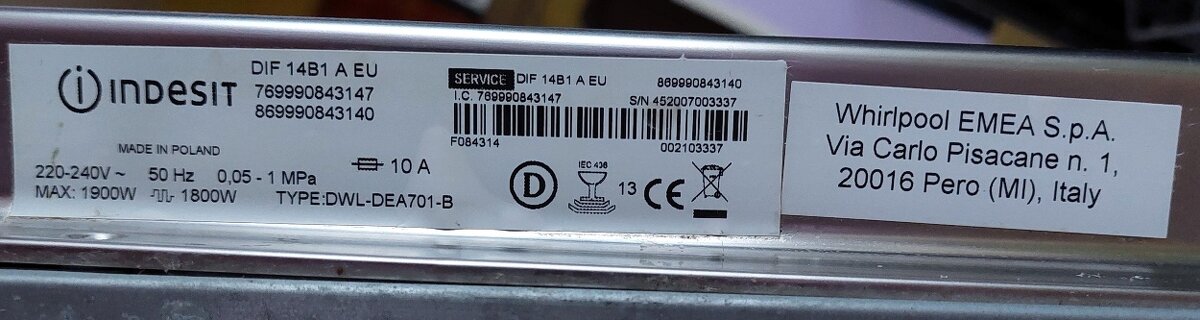 INDESIT
DIF 14B1 A EU
769990843147
869990843140
MADE IN POLAND
220-240V ~ 50 Hz 0,05 - 1 MPa 10 A
MAX: 1900W 1800W TYPE:DWL-DEA701-B
SERVICE DIF 14B1 A EU 869990843140
I.C. 769990843147 S/N 452007003337
F084314 002103337
D
IEC 436
13 CE
Whirlpool EMEA S.p.A.
Via Carlo Pisacane n. 1,
20016 Pero (MI), Italy